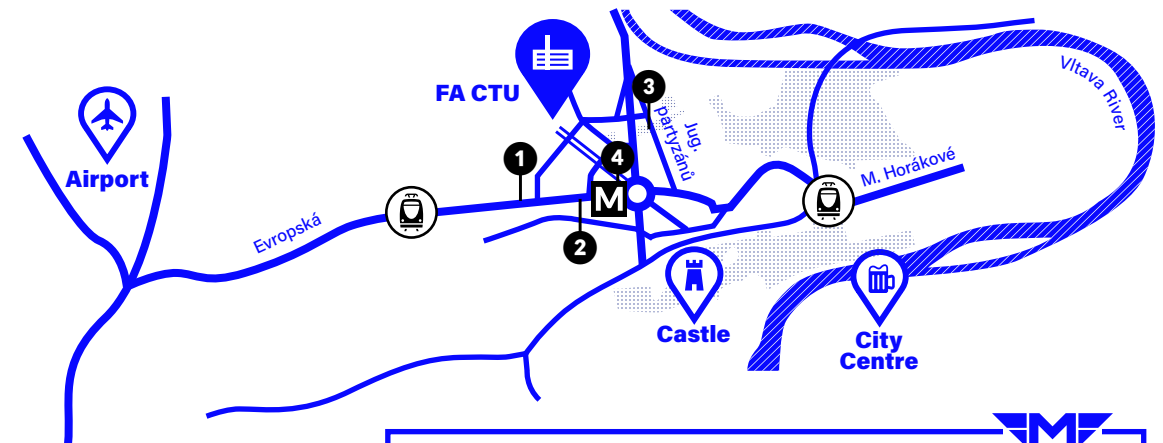 FA CTU
Airport
Evropská
1
2
3
4
M
Jug.
partyzánů
M. Horákové
Vltava River
Castle
City
Centre
M